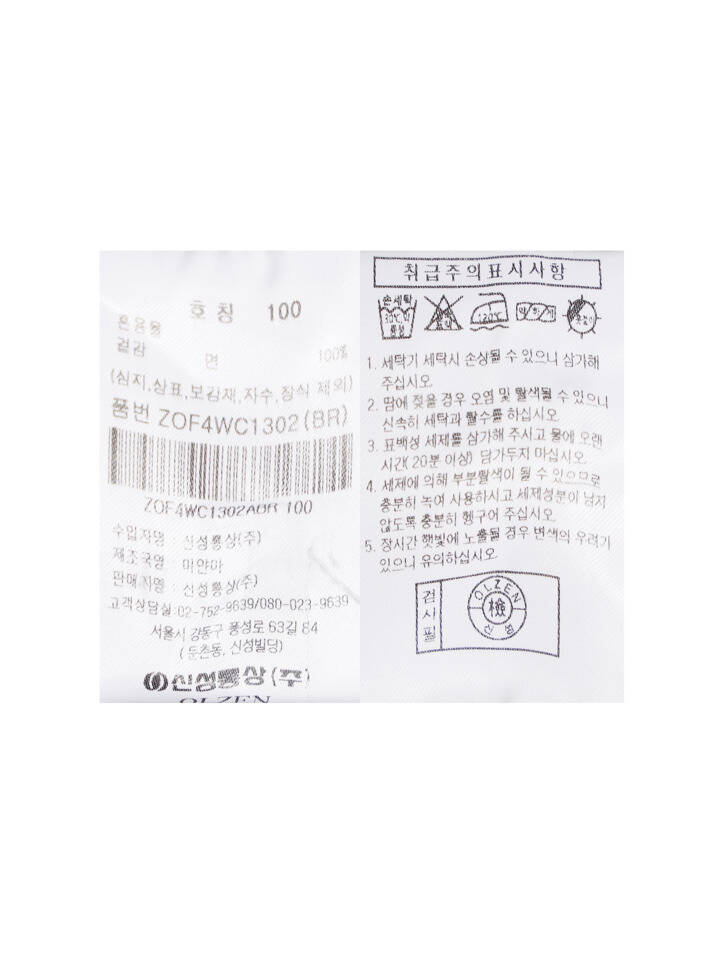 호칭 100
혼용율
겉감 면 100%
(심지,상표,보강재,자수,장식 제외)
품번 ZOF4WC1302(BR)
ZOF4WC1302ABR 100
수입자명 신성통상(주)
제조국명 미얀마
판매자명 신성통상(주)
고객상담실:02-752-9639/080-023-9639
서울시 강동구 풍성로 63길 84
(둔촌동, 신성빌딩)
신성통상(주)
OLZEN
취급주의표시사항
손세탁
30℃
중성
120℃
약하게
1. 세탁기 세탁시 손상될 수 있으니 삼가해
주십시오.
2. 땀에 젖을 경우 오염 및 탈색될 수 있으니
신속히 세탁과 탈수를 하십시오.
3. 표백성 세제를 삼가해 주시고 물에 오랜
시간(20분 이상) 담가두지 마십시오.
4. 세제에 의해 부분탈색이 될 수 있으므로
충분히 녹여 사용하시고 세제성분이 남지
않도록 충분히 헹구어 주십시오.
5. 장시간 햇빛에 노출될 경우 변색의 우려가
있으니 유의하십시오.
검사필
OLZEN
檢
신성